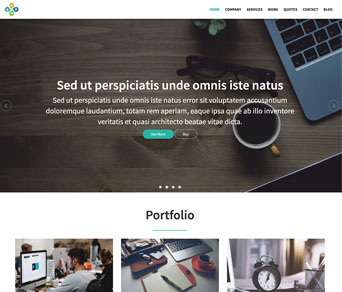 HOME COMPANY SERVICES WORK QUOTES CONTACT BLOG
Sed ut perspiciatis unde omnis iste natus
Sed ut perspiciatis unde omnis iste natus error sit voluptatem accusantium
doloremque laudantium, totam rem aperiam, eaque ipsa quae ab illo inventore
veritatis et quasi architecto beatae vitae dicta.
See More Buy
Portfolio